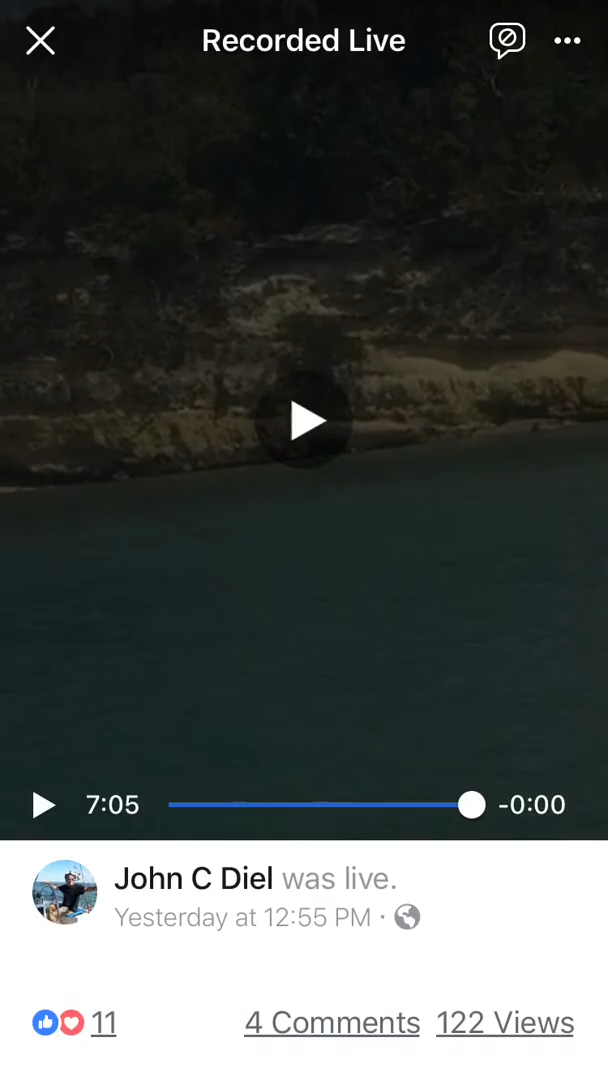 Recorded Live
7:05
-0:00
John C Diel was live.
Yesterday at 12:55 PM ·
11
4 Comments
122 Views